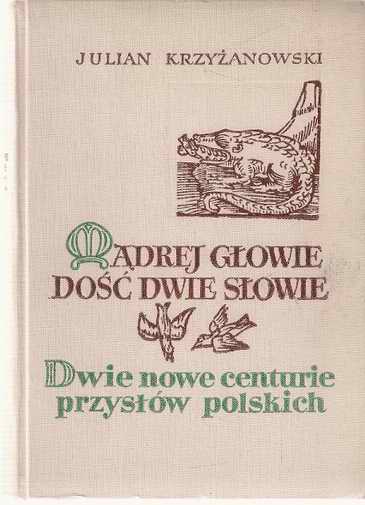 JULIAN KRZYŻANOWSKI
MĄDREJ GŁOWIE
DOŚĆ DWIE SŁOWIE
Dwie nowe centurie
przysłów polskich